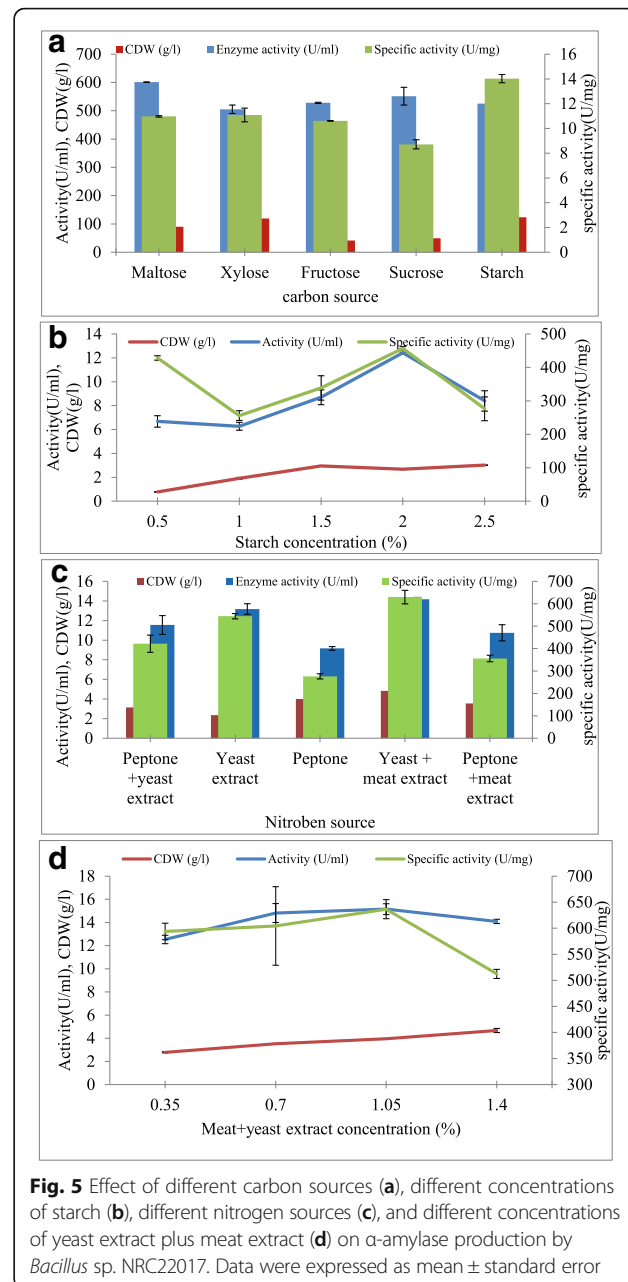 a
CDW (g/l) Enzyme activity (U/ml) Specific activity (U/mg)
Activity(U/ml), CDW(g/l)
700
600
500
400
300
200
100
0
16
14
12
10
8
6
4
2
0
specific activity(U/mg)
Maltose Xylose Fructose Sucrose Starch
carbon source
b
CDW (g/l) Activity (U/ml) Specific activity (U/mg)
Activity(U/ml),
CDW(g/l)
14
12
10
8
6
4
2
0
500
400
300
200
100
0
specific activity(U/mg)
0.5 1 1.5 2 2.5
Starch concentration (%)
c
CDW (g/l) Enzyme activity (U/ml) Specific activity (U/mg)
Activity(U/ml), CDW(g/l)
16
14
12
10
8
6
4
2
0
700
600
500
400
300
200
100
0
specific activity(U/mg)
Peptone Yeast Peptone Yeast + Peptone
+yeast extract meat extract +meat
extract extract
Nitroben source
d
CDW (g/l) Activity (U/ml) Specific activity (U/mg)
Activity(U/ml), CDW(g/l)
18
16
14
12
10
8
6
4
2
0
700
650
600
550
500
450
400
350
300
specific activity(U/mg)
0.35 0.7 1.05 1.4
Meat+yeast extract concentration (%)
Fig. 5 Effect of different carbon sources (a), different concentrations
of starch (b), different nitrogen sources (c), and different concentrations
of yeast extract plus meat extract (d) on α-amylase production by
Bacillus sp. NRC22017. Data were expressed as mean ± standard error